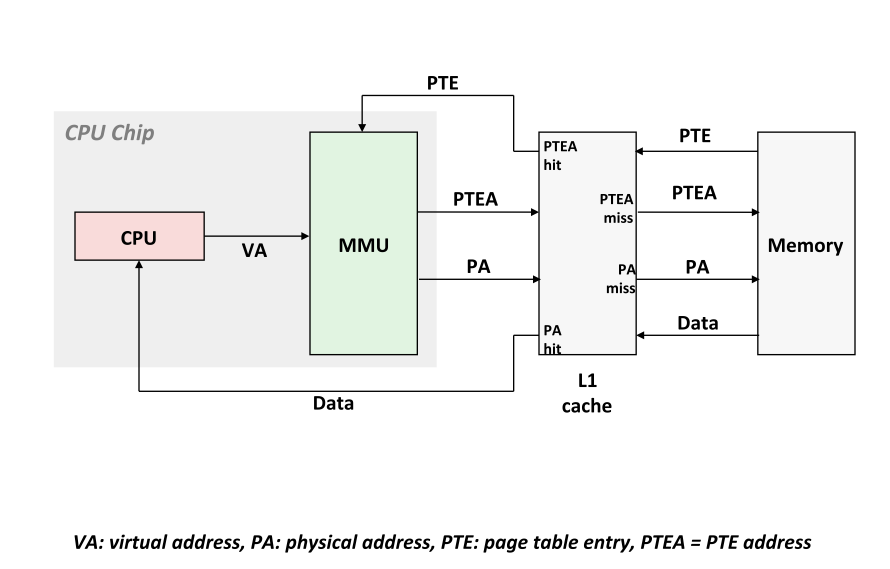 PTE
CPU Chip
PTEA
hit
PTE
PTEA
PTEA
miss
PTEA
CPU
VA
MMU
Memory
PA
PA
miss
PA
PA
hit
Data
Data
L1
cache
VA: virtual address, PA: physical address, PTE: page table entry, PTEA = PTE address